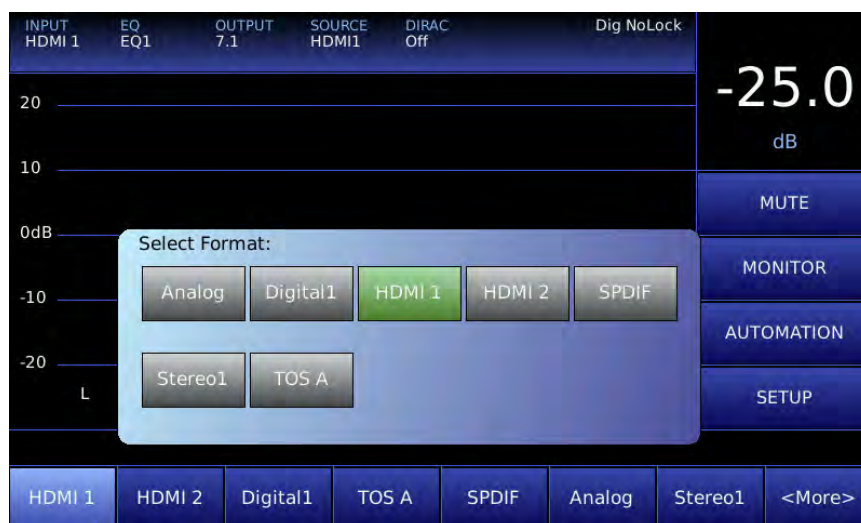 INPUT EQ OUTPUT SOURCE DIRAC Dig NoLock
HDMI 1 EQ1 7.1 HDMI1 Off
-25.0
dB
20
10
0dB
-10
-20
L
Select Format:
Analog Digital1 HDMI 1 HDMI 2 SPDIF
Stereo1 TOS A
MUTE
MONITOR
AUTOMATION
SETUP
HDMI 1 HDMI 2 Digital1 TOS A SPDIF Analog Stereo1 <More>